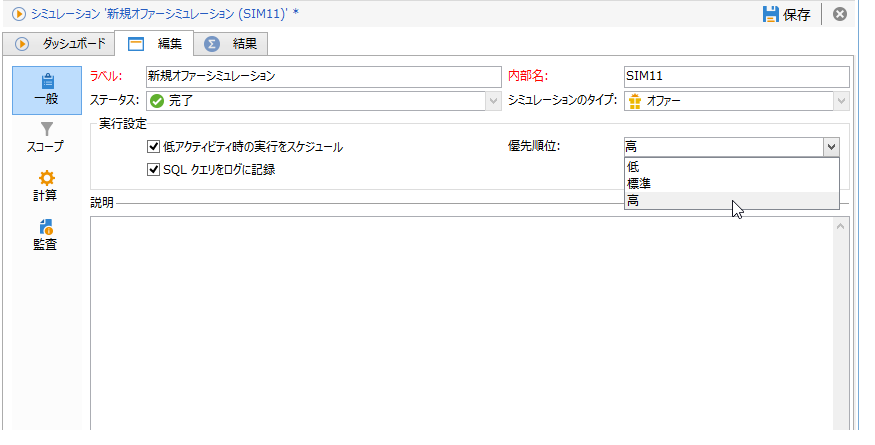 シミュレーション '新規オファーシミュレーション (SIM11)' *
保存
ダッシュボード 編集 結果
一般
スコープ
計算
監査
ラベル: 新規オファーシミュレーション 内部名: SIM11
ステータス: 完了 シミュレーションのタイプ: オファー
実行設定
低アクティビティ時の実行をスケジュール 優先順位: 高
SQL クエリをログに記録
低
標準
高
説明